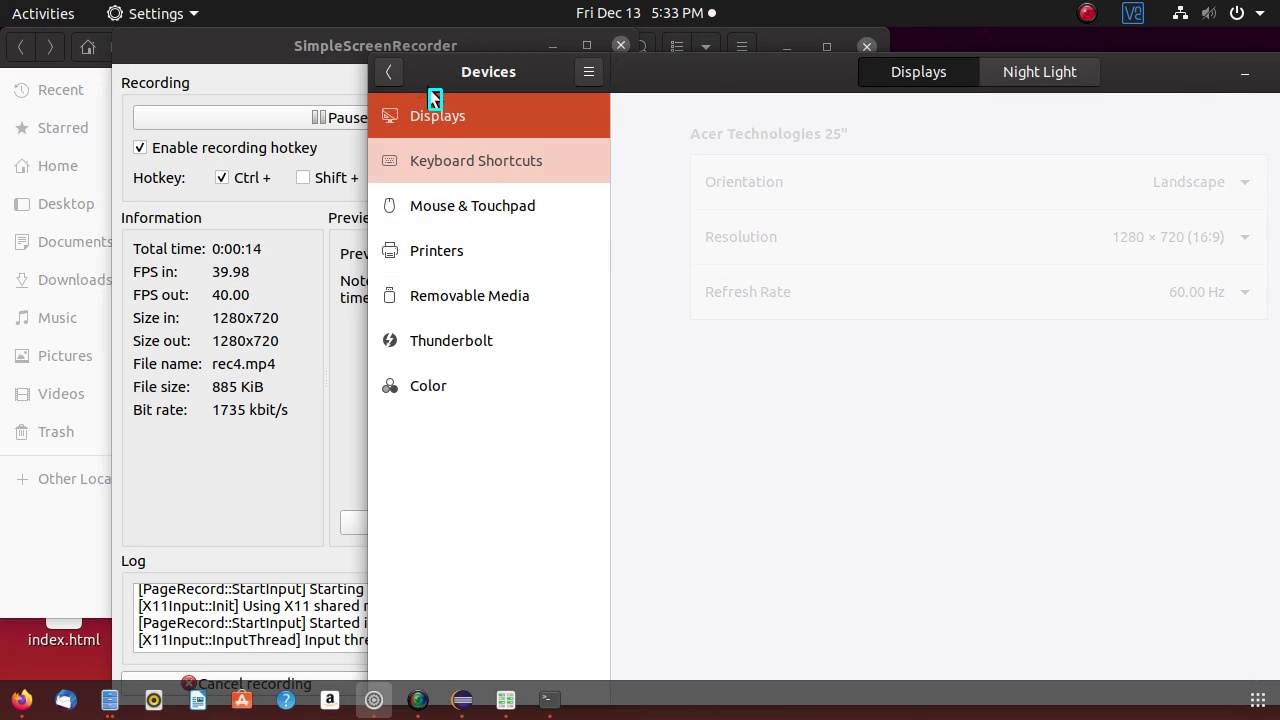 Activities
Settings
Fri Dec 13 5:33 PM
V2
SimpleScreenRecorder
Recent
Starred
Home
Desktop
Documents
Downloads
Music
Pictures
Videos
Trash
Other Loca
index.html
Recording
Pause
Enable recording hotkey
Hotkey: Ctrl + Shift +
Information
Total time: 0:00:14
FPS in: 39.98
FPS out: 40.00
Size in: 1280x720
Size out: 1280x720
File name: rec4.mp4
File size: 885 KiB
Bit rate: 1735 kbit/s
Previe
Prev
Note
time
Log
[PageRecord::StartInput] Starting
[X11Input::Init] Using X11 shared
[PageRecord::StartInput] Started i
[X11Input::InputThread] Input thre
Cancel recording
Devices
Displays
Keyboard Shortcuts
Mouse & Touchpad
Printers
Removable Media
Thunderbolt
Color
Displays
Night Light
Acer Technologies 25"
Orientation Landscape
Resolution 1280 × 720 (16:9)
Refresh Rate 60.00 Hz